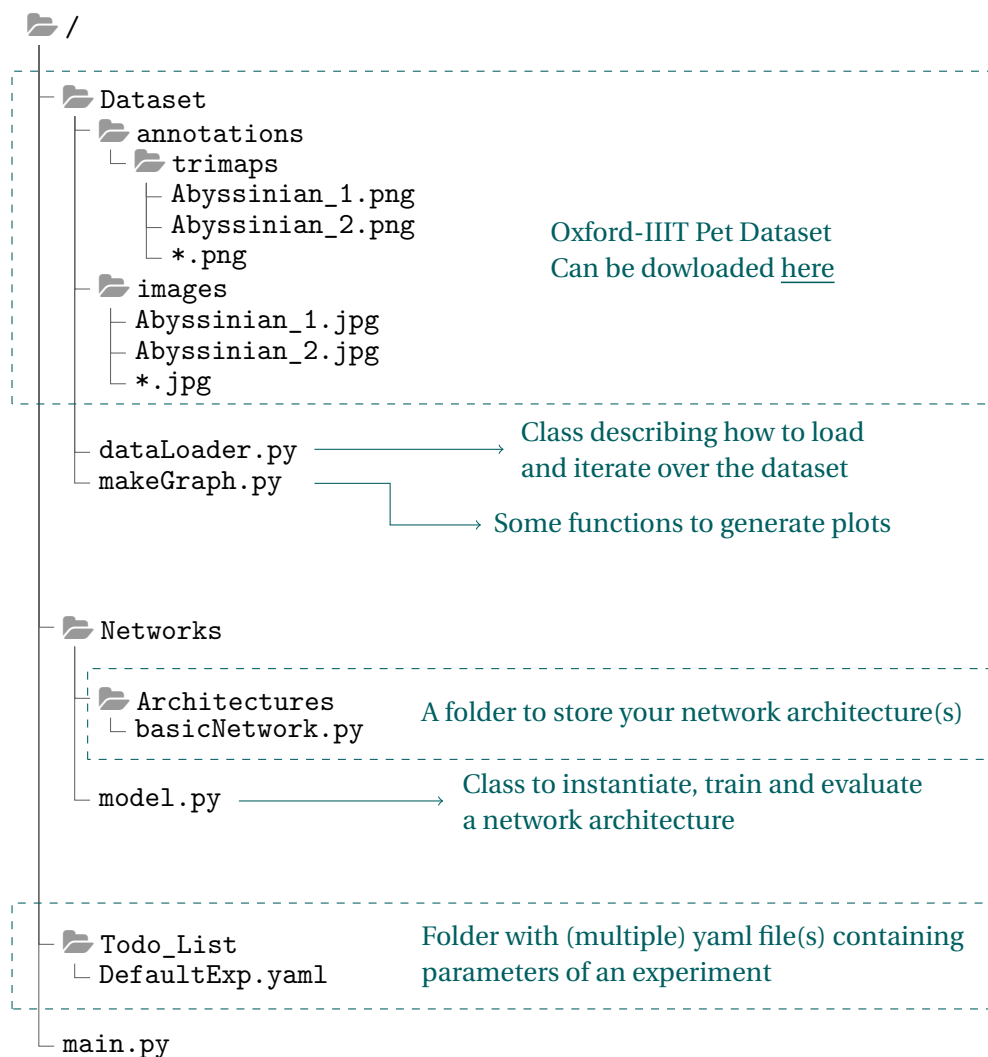 /
Dataset
annotations
trimaps
Abyssinian_1.png
Abyssinian_2.png
*.png
Oxford-IIIT Pet Dataset
Can be dowloaded here
images
Abyssinian_1.jpg
Abyssinian_2.jpg
*.jpg
dataLoader.py
Class describing how to load
and iterate over the dataset
makeGraph.py
Some functions to generate plots
Networks
Architectures
basicNetwork.py
A folder to store your network architecture(s)
model.py
Class to instantiate, train and evaluate
a network architecture
Todo_List
DefaultExp.yaml
Folder with (multiple) yaml file(s) containing
parameters of an experiment
main.py